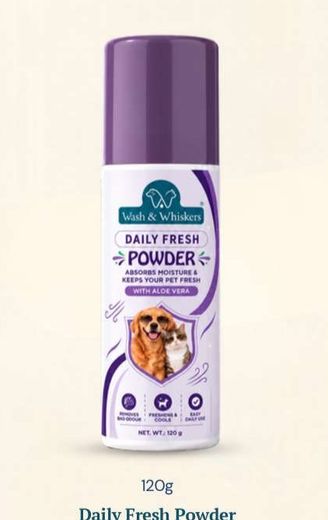 Wash & Whiskers
DAILY FRESH
POWDER
ABSORBS MOISTURE &
KEEPS YOUR PET FRESH
WITH ALOE VERA
REMOVES
BAD ODOUR
FRESHENS &
COOLS
EASY
DAILY USE
NET. WT.: 120 g
120g
Daily Fresh Powder